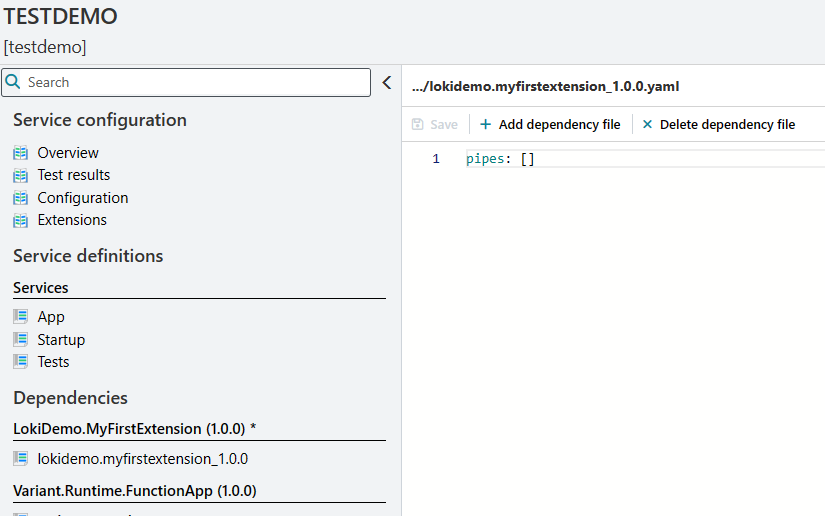 TESTDEMO
[testdemo]
Search
Service configuration
Overview
Test results
Configuration
Extensions
Service definitions
Services
App
Startup
Tests
Dependencies
LokiDemo.MyFirstExtension (1.0.0) *
lokidemo.myfirstextension_1.0.0
Variant.Runtime.FunctionApp (1.0.0)
.../lokidemo.myfirstextension_1.0.0.yaml
Save + Add dependency file × Delete dependency file
1 pipes: []